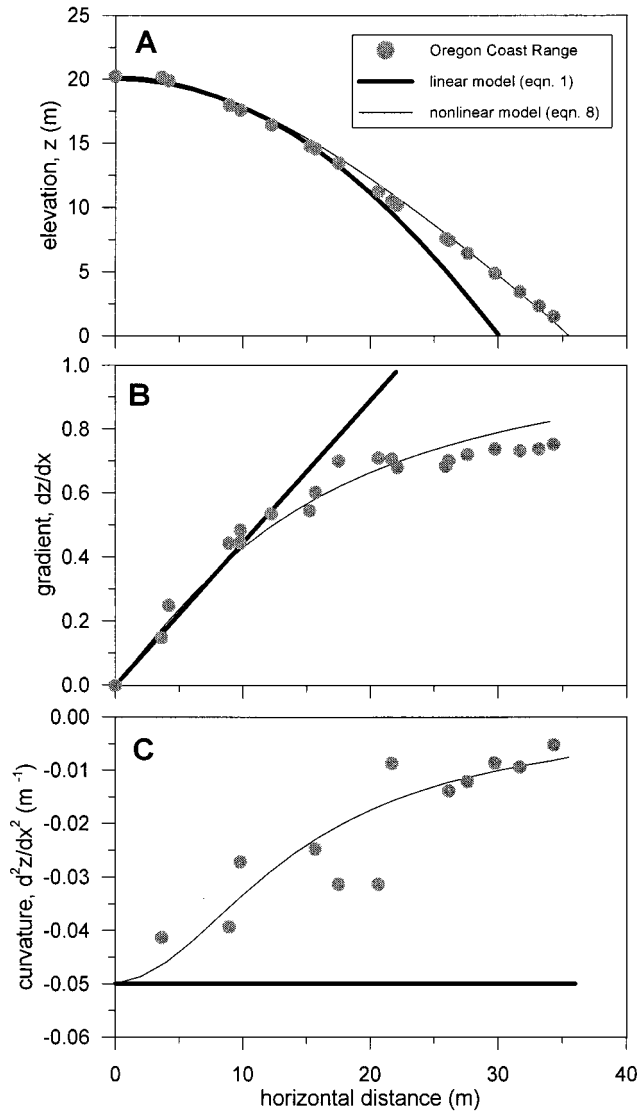 25
20
15
10
5
0
elevation, z (m)
A
Oregon Coast Range
linear model (eqn. 1)
nonlinear model (eqn. 8)
1.0
0.8
0.6
0.4
0.2
0.0
gradient, dz/dx
B
0.00
-0.01
-0.02
-0.03
-0.04
-0.05
-0.06
curvature, d²z/dx² (m⁻¹)
C
0 10 20 30 40
horizontal distance (m)